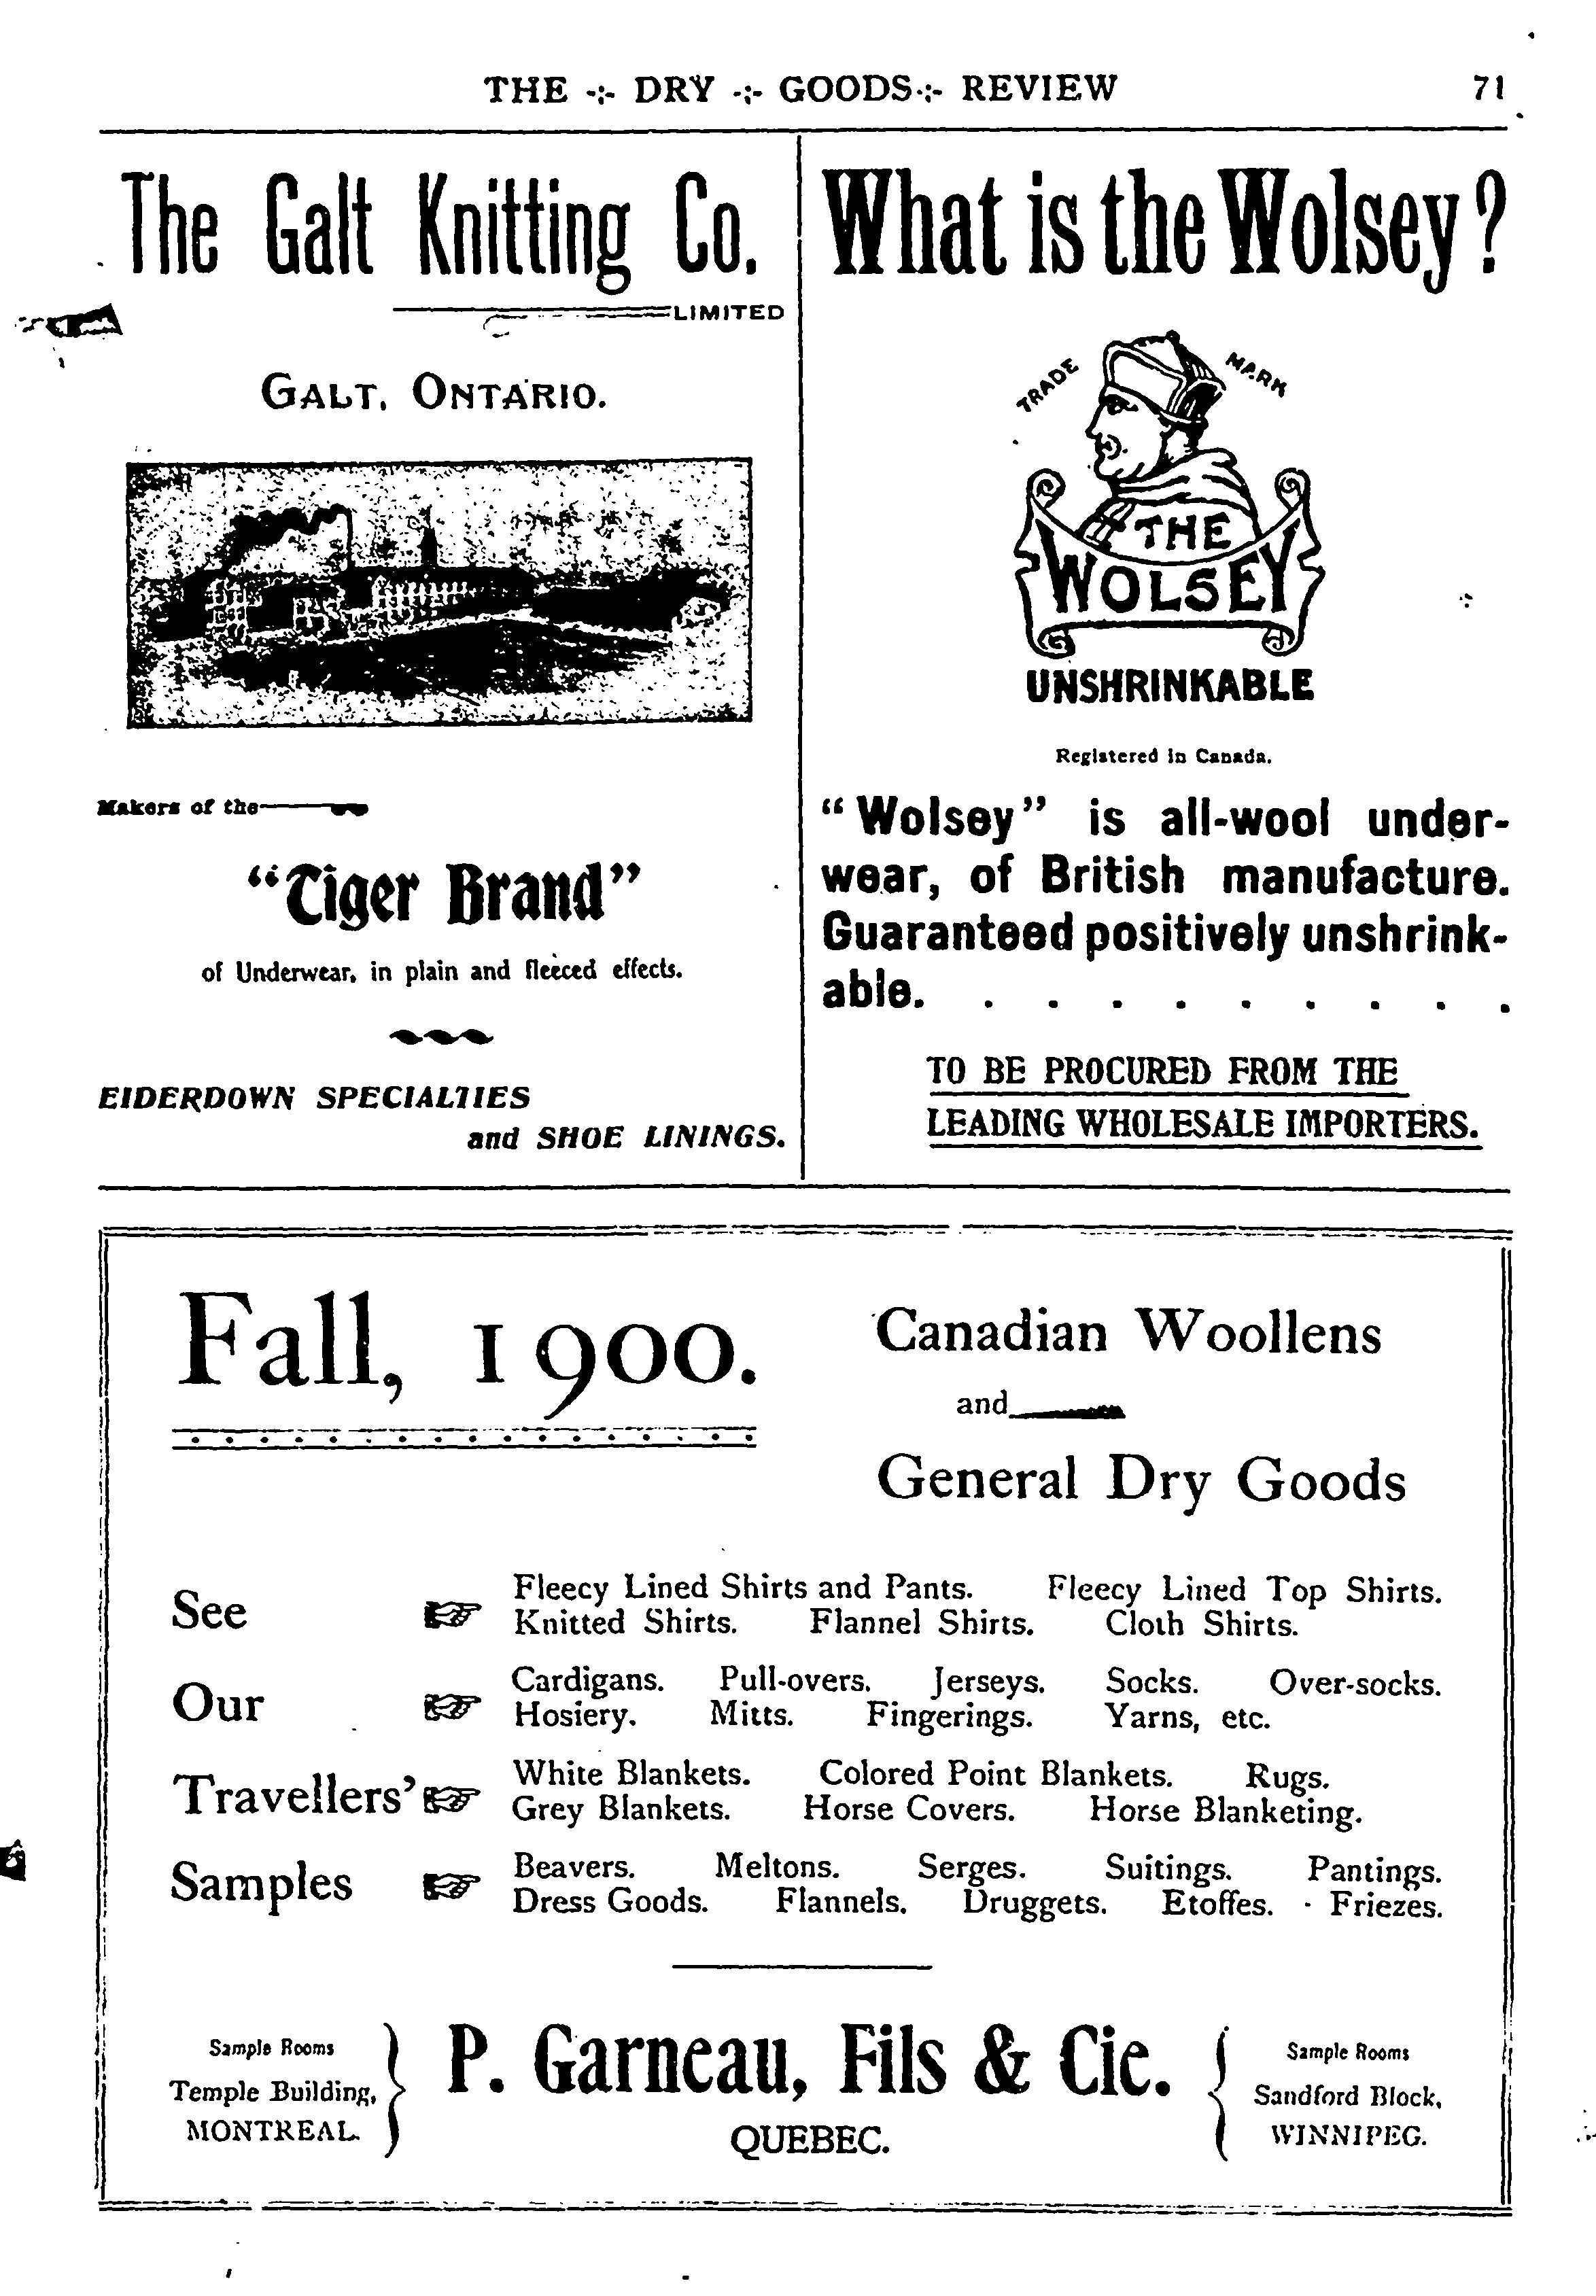 THE -:- DRY -:- GOODS -:- REVIEW 71
The Galt Knitting Co.
LIMITED
GALT, ONTARIO.
Makers of the
“Tiger Brand”
of Underwear, in plain and fleeced effects.
EIDERDOWN SPECIALTIES
and SHOE LININGS.
What is the Wolsey?
TRADE MARK
THE
WOLSEY
UNSHRINKABLE
Registered in Canada.
“Wolsey” is all-wool under-
wear, of British manufacture.
Guaranteed positively unshrink-
able. . . . . . . . . .
TO BE PROCURED FROM THE
LEADING WHOLESALE IMPORTERS.
Fall, 1900.
Canadian Woollens
and
General Dry Goods
See
Fleecy Lined Shirts and Pants. Fleecy Lined Top Shirts.
Knitted Shirts. Flannel Shirts. Cloth Shirts.
Our
Cardigans. Pull-overs. Jerseys. Socks. Over-socks.
Hosiery. Mitts. Fingerings. Yarns, etc.
Travellers’
White Blankets. Colored Point Blankets. Rugs.
Grey Blankets. Horse Covers. Horse Blanketing.
Samples
Beavers. Meltons. Serges. Suitings. Pantings.
Dress Goods. Flannels. Druggets. Etoffes. Friezes.
Sample Rooms
Temple Building,
MONTREAL.
P. Garneau, Fils & Cie.
QUEBEC.
Sample Rooms
Sandford Block,
WINNIPEG.